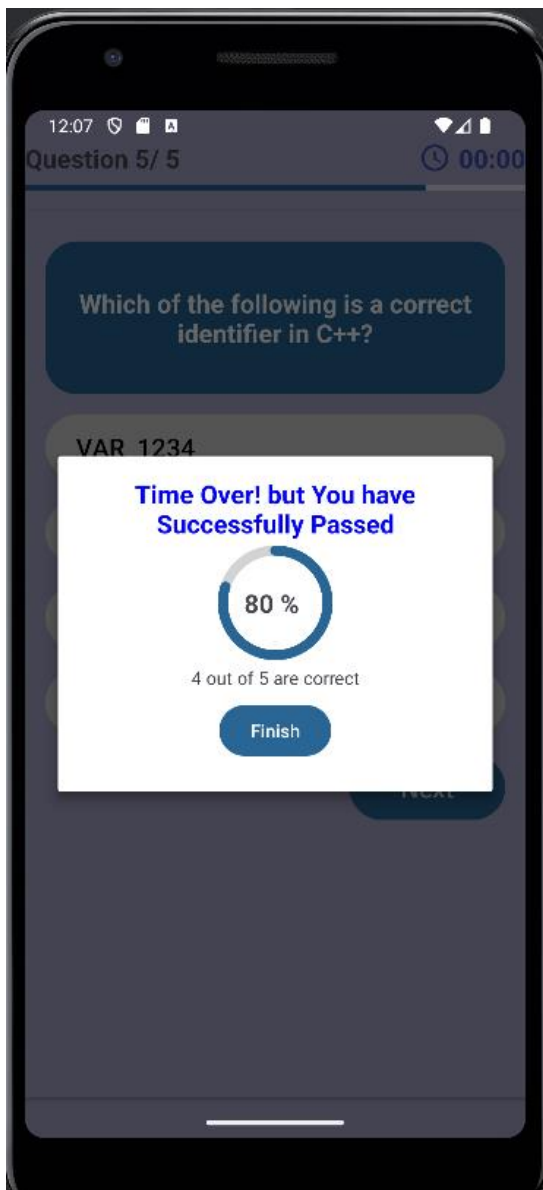 12:07
Question 5/ 5
00:00
Which of the following is a correct
identifier in C++?
VAR_1234
Time Over! but You have
Successfully Passed
80 %
4 out of 5 are correct
Finish
Next